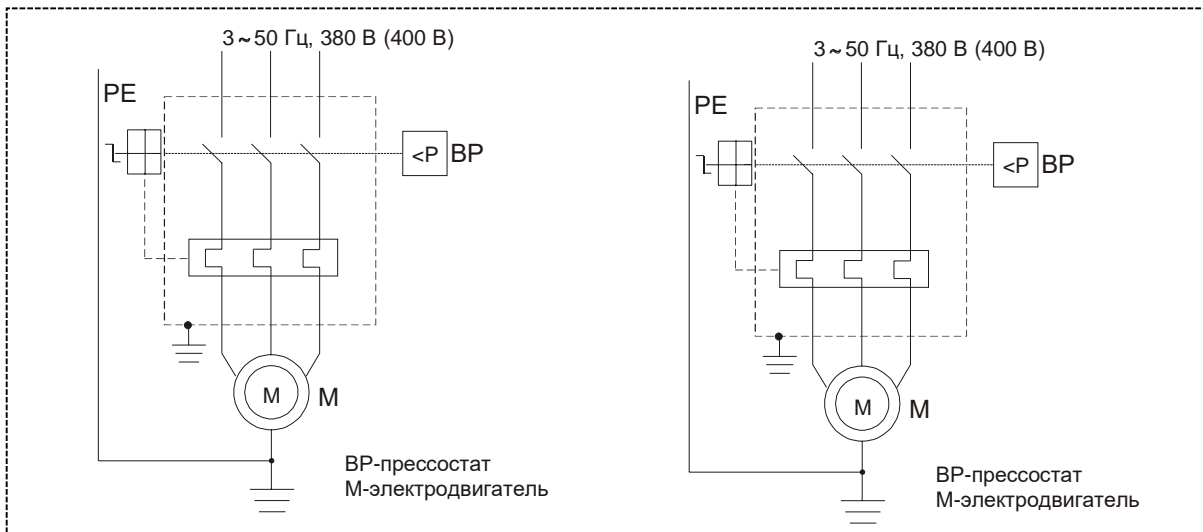 3~50 Гц, 380 В (400 В)
PE
<P BP
M M
BP-прессостат
М-электродвигатель
3~50 Гц, 380 В (400 В)
PE
<P BP
M M
BP-прессостат
М-электродвигатель